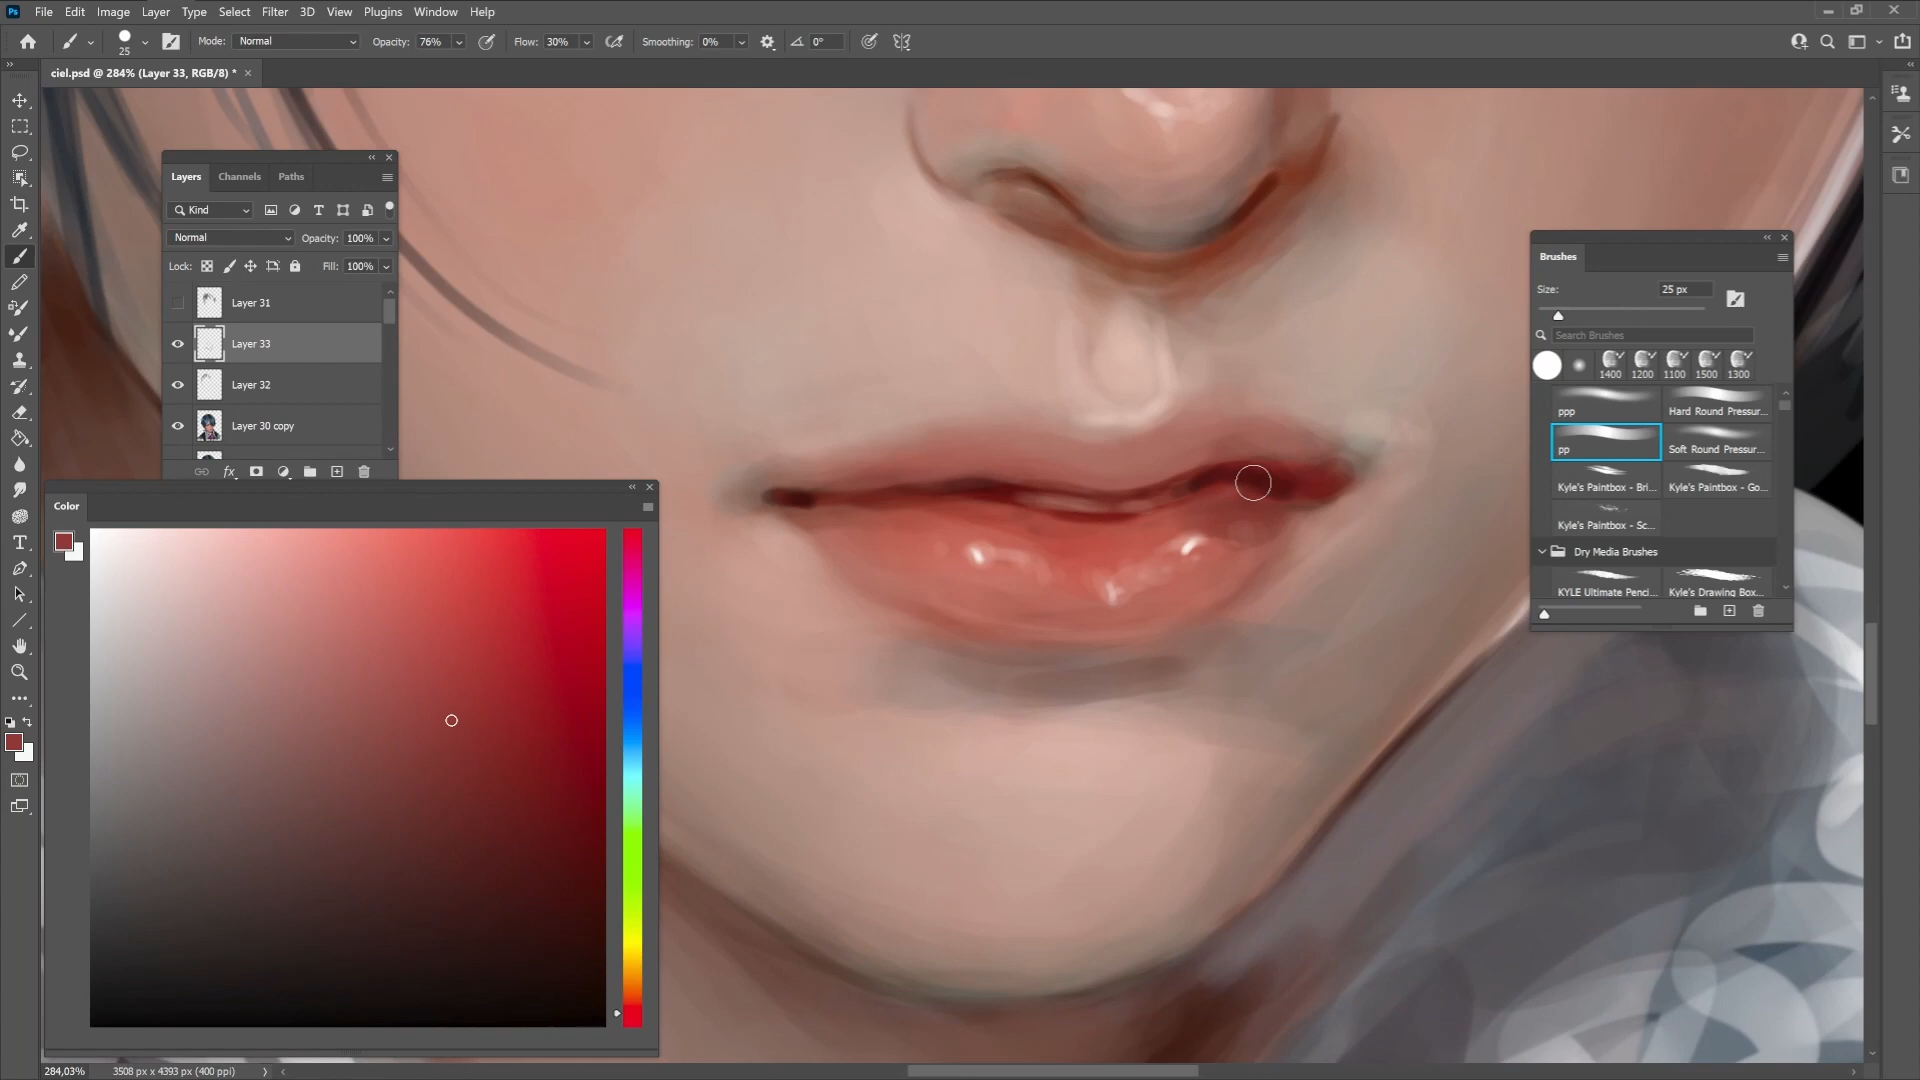 Ps File Edit Image Layer Type Select Filter 3D View Plugins Window Help
25 Mode: Normal Opacity: 76% Flow: 30% Smoothing: 0% 0°
ciel.psd @ 284% (Layer 33, RGB/8) *
Layers Channels Paths
Kind
Normal Opacity: 100%
Lock: Fill: 100%
Layer 31
Layer 33
Layer 32
Layer 30 copy
fx
Color
Brushes
Size: 25 px
Search Brushes
1400 1200 1100 1500 1300
ppp Hard Round Pressur...
pp Soft Round Pressur...
Kyle's Paintbox - Bri... Kyle's Paintbox - Go...
Kyle's Paintbox - Sc...
Dry Media Brushes
KYLE Ultimate Penci... Kyle's Drawing Box...
284,03% 3508 px x 4393 px (400 ppi)